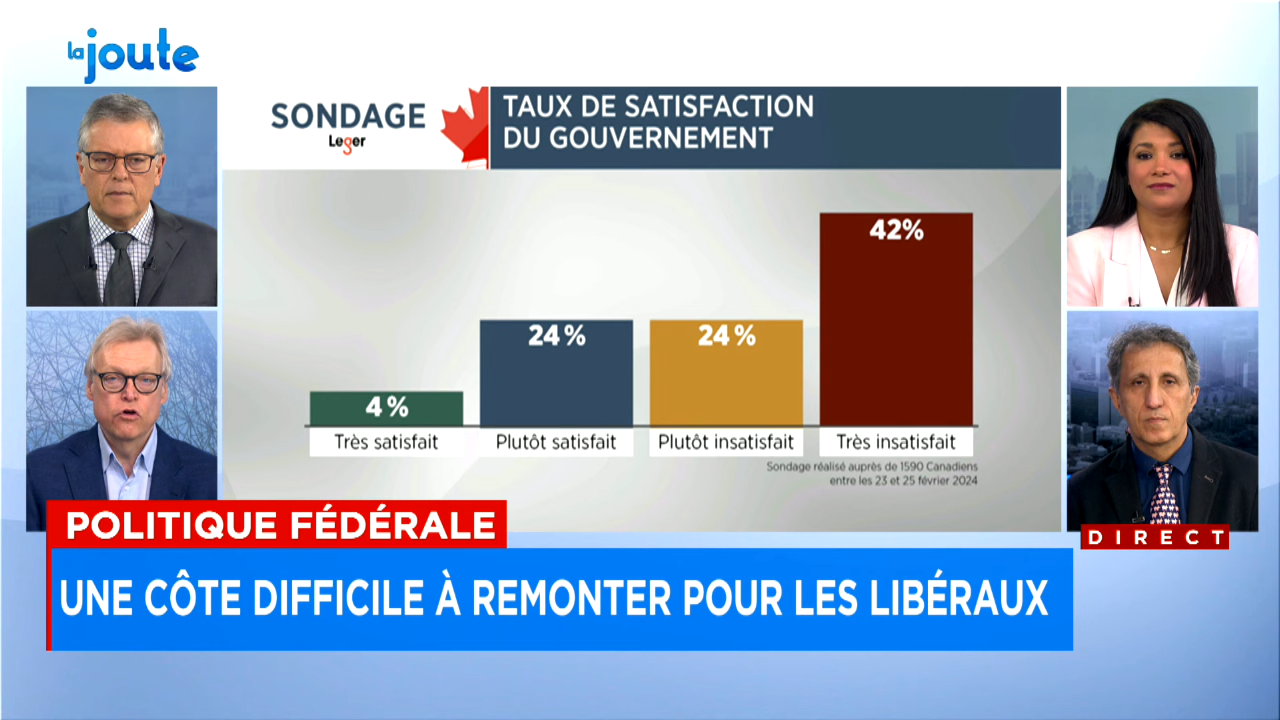 la joute
SONDAGE
Leger
TAUX DE SATISFACTION
DU GOUVERNEMENT
4 %
24 %
24 %
42%
Très satisfait
Plutôt satisfait
Plutôt insatisfait
Très insatisfait
Sondage réalisé auprès de 1590 Canadiens
entre les 23 et 25 février 2024
POLITIQUE FÉDÉRALE
DIRECT
UNE CÔTE DIFFICILE À REMONTER POUR LES LIBÉRAUX